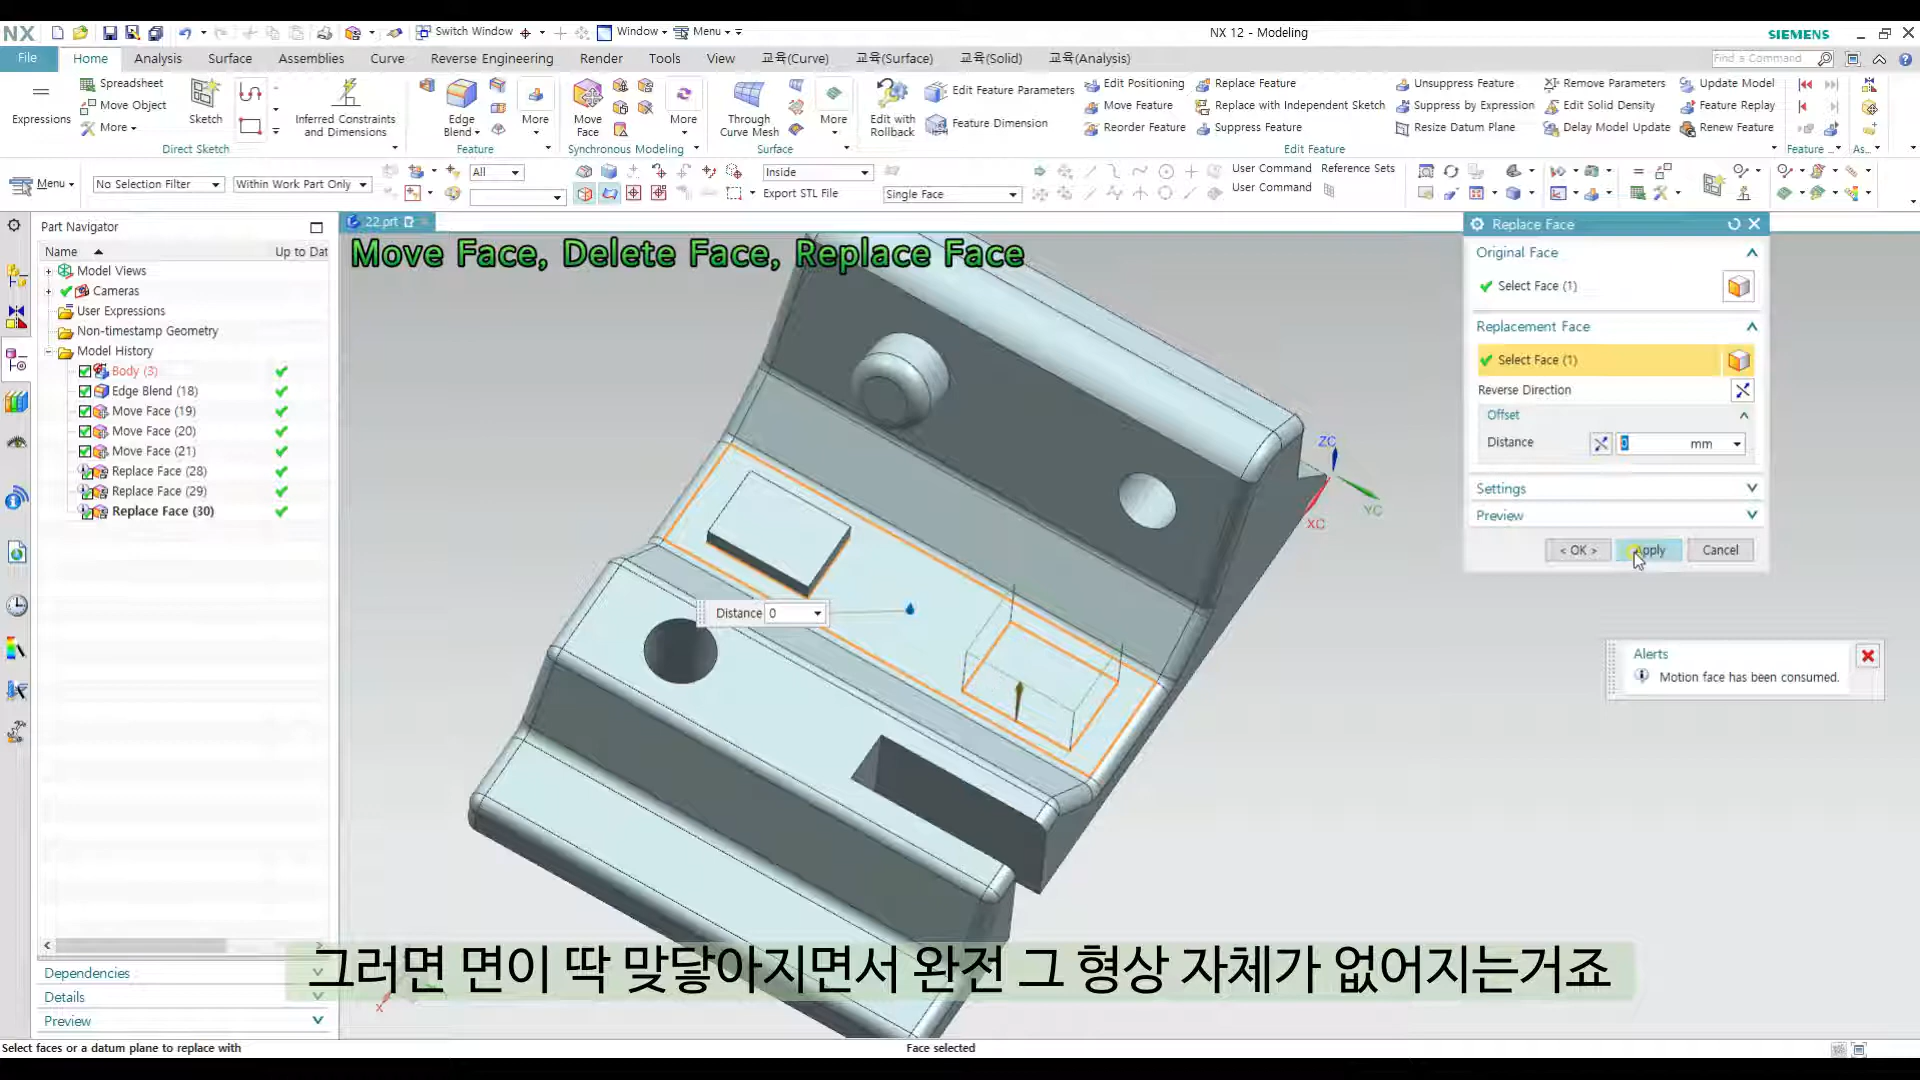 NX Switch Window Window Menu NX 12 - Modeling SIEMENS
File Home Analysis Surface Assemblies Curve Reverse Engineering Render Tools View 교육(Curve) 교육(Surface) 교육(Solid) 교육(Analysis) Find a Command
Spreadsheet Edit Positioning Replace Feature Unsuppress Feature Remove Parameters Update Model
Edit Feature Parameters
Move Object Move Feature Replace with Independent Sketch Suppress by Expression Edit Solid Density Feature Replay
Expressions More Sketch Inferred Constraints and Dimensions Edge Blend More Move Face More Through Curve Mesh More Edit with Rollback Feature Dimension Reorder Feature Suppress Feature Resize Datum Plane Delay Model Update Renew Feature
Direct Sketch Feature Synchronous Modeling Surface Edit Feature Feature ... As...
All Inside User Command Reference Sets
Menu No Selection Filter Within Work Part Only Export STL File Single Face User Command
Part Navigator 22.prt Replace Face
Name Up to Dat
Move Face, Delete Face, Replace Face
Original Face
Model Views
Select Face (1)
Cameras
User Expressions
Replacement Face
Non-timestamp Geometry
Model History
Select Face (1)
Body (3)
Edge Blend (18)
Reverse Direction
Move Face (19)
Offset
Move Face (20)
Distance 0 mm
Move Face (21)
Replace Face (28)
Settings
Replace Face (29)
Replace Face (30)
Preview
< OK > Apply Cancel
ZC
YC
XC
Distance 0
Alerts
Motion face has been consumed.
그러면 면이 딱 맞닿아지면서 완전 그 형상 자체가 없어지는거죠
Dependencies
Details
X
Preview
Select faces or a datum plane to replace with Face selected